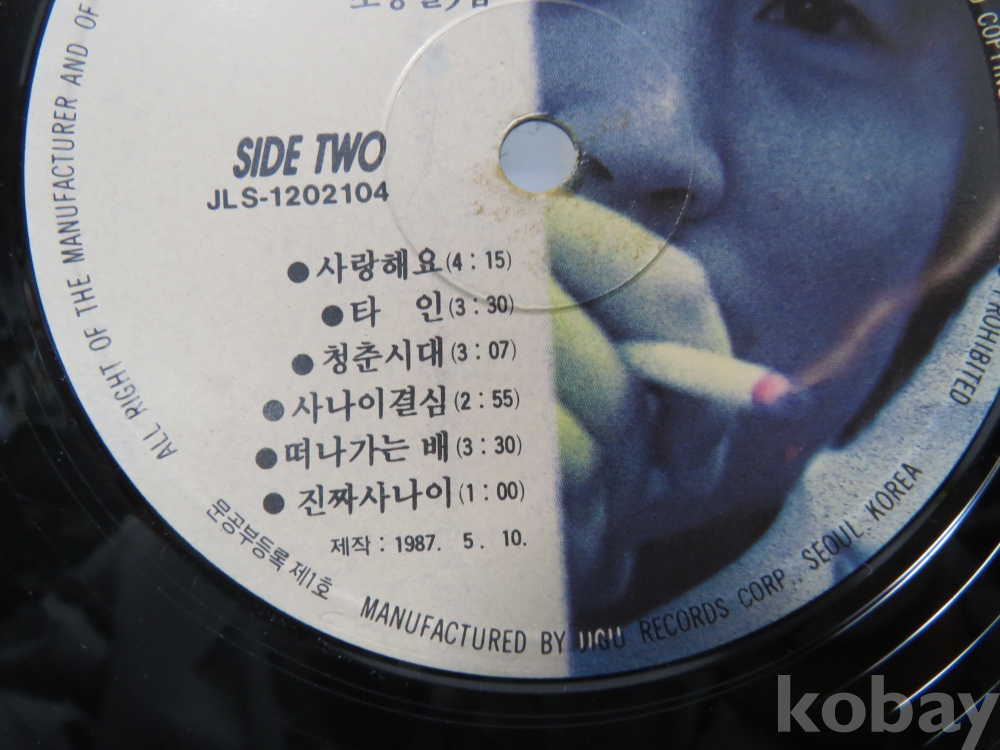 SIDE TWO
JLS-1202104
●사랑해요(4 : 15)
●타 인(3 : 30)
●청춘시대(3 : 07)
●사나이결심(2 : 55)
●떠나가는 배(3 : 30)
●진짜사나이(1 : 00)
제작 : 1987. 5. 10.
문공부등록 제1호
ALL RIGHT OF THE MANUFACTURER AND OF
MANUFACTURED BY JIGU RECORDS CORP., SEOUL, KOREA
PROHIBITED
kobay